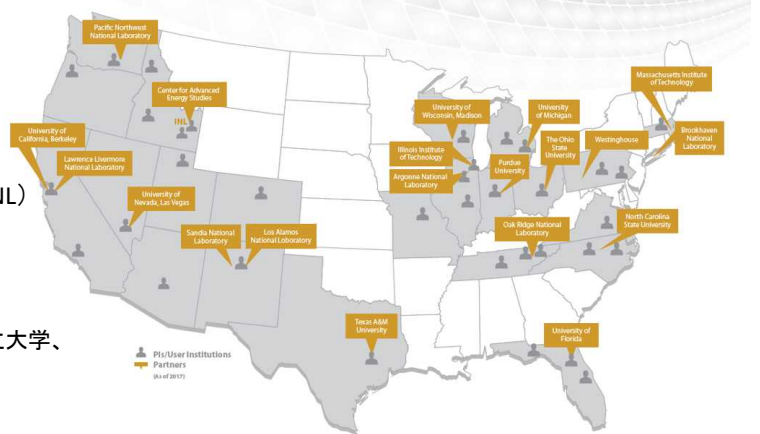 Pacific Northwest
National Laboratory
Center for Advanced
Energy Studies
INL
University of
California, Berkeley
Lawrence Livermore
National Laboratory
University of
Nevada, Las Vegas
Sandia National
Laboratory
Los Alamos
National Loboratory
Texas A&M
University
University of
Wisconsin, Madison
Illinois Institute
of Technology
Argonne National
Laboratory
University
of Michigan
Purdue
University
The Ohio
State
University
Westinghouse
Massachusetts Institute
of Technology
Brookhaven
National
Laboratory
Oak Ridge National
Laboratory
North Carolina
State University
University of
Florida
NL）
大学、
PIs/User Institutions
Partners
(As of 2017)